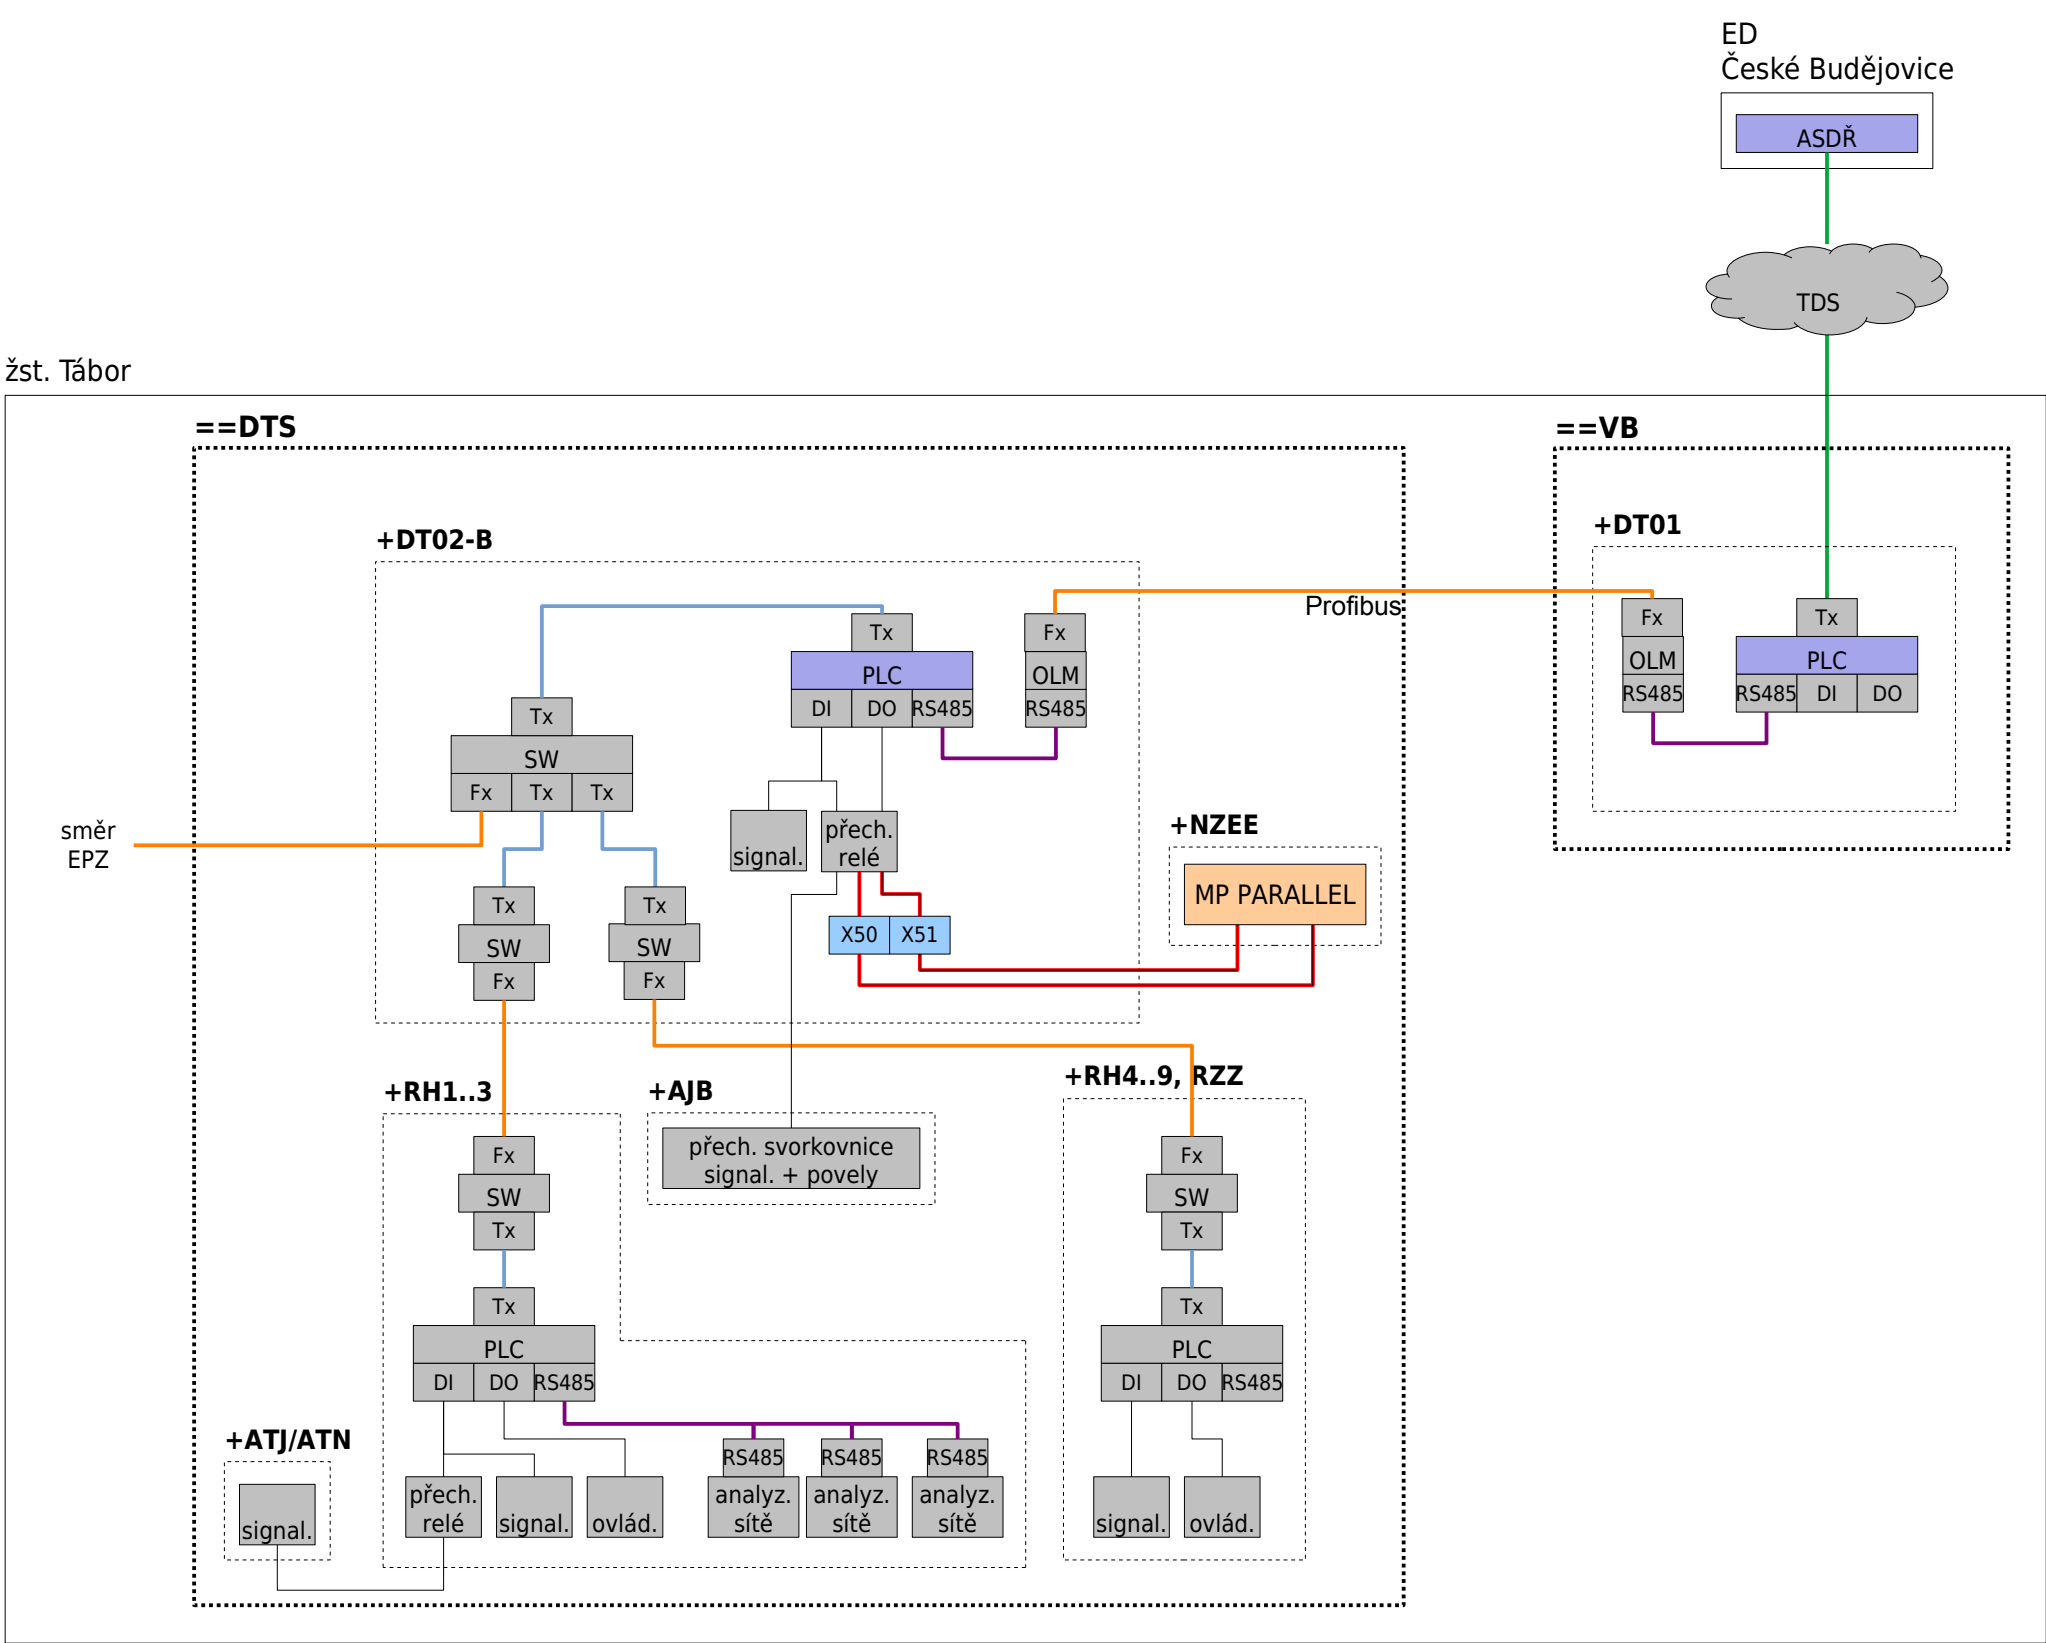 ED
České Budějovice
ASDŘ
TDS
žst. Tábor
==DTS
==VB
+DT02-B
+DT01
Profibus
Tx
Fx
Fx
Tx
PLC
OLM
OLM
PLC
DI
DO
RS485
RS485
RS485
RS485
DI
DO
Tx
SW
Fx
Tx
Tx
směr
EPZ
signal.
přech.
relé
+NZEE
MP PARALLEL
Tx
SW
Fx
Tx
SW
Fx
X50
X51
+RH1..3
+AJB
+RH4..9, RZZ
přech. svorkovnice
signal. + povely
Fx
SW
Tx
Tx
PLC
DI
DO
RS485
Fx
SW
Tx
Tx
PLC
DI
DO
RS485
+ATJ/ATN
signal.
přech.
relé
signal.
ovlád.
RS485
analyz.
sítě
RS485
analyz.
sítě
RS485
analyz.
sítě
signal.
ovlád.